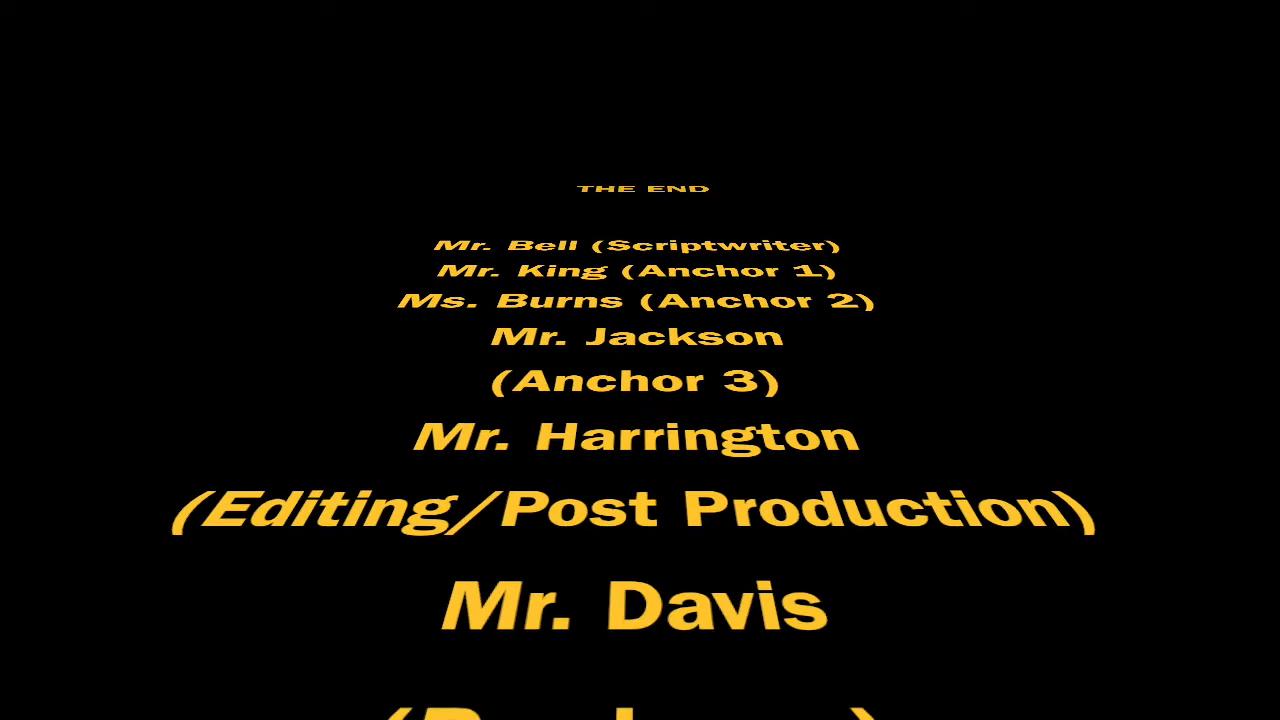 THE END
Mr. Bell (Scriptwriter)
Mr. King (Anchor 1)
Ms. Burns (Anchor 2)
Mr. Jackson
(Anchor 3)
Mr. Harrington
(Editing/Post Production)
Mr. Davis